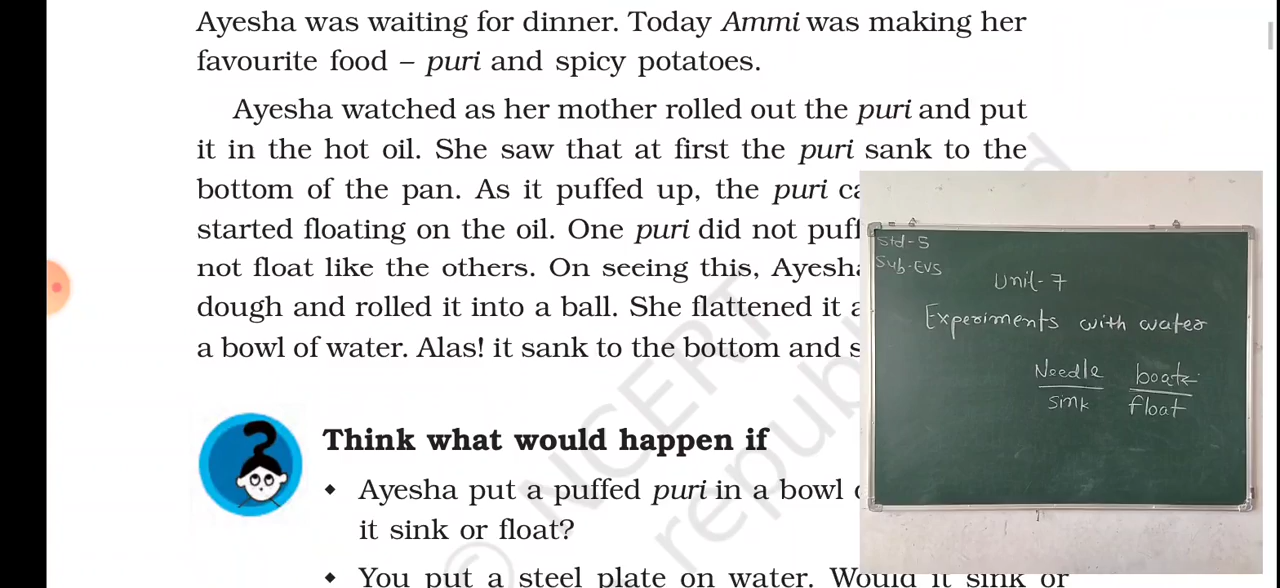 Ayesha was waiting for dinner. Today Ammi was making her
favourite food – puri and spicy potatoes.
Ayesha watched as her mother rolled out the puri and put
it in the hot oil. She saw that at first the puri sank to the
bottom of the pan. As it puffed up, the puri
started floating on the oil. One puri did not
not float like the others. On seeing this,
dough and rolled it into a ball. She flattened it
a bowl of water. Alas! it sank to the bottom and
Think what would happen if
• Ayesha put a puffed puri in a bowl
it sink or float?
• You put a steel plate on water. Would it sink or
Std-5
Sub-EVS
Unit-7
Experiments with water
Needle boat
sink float
© NCERT